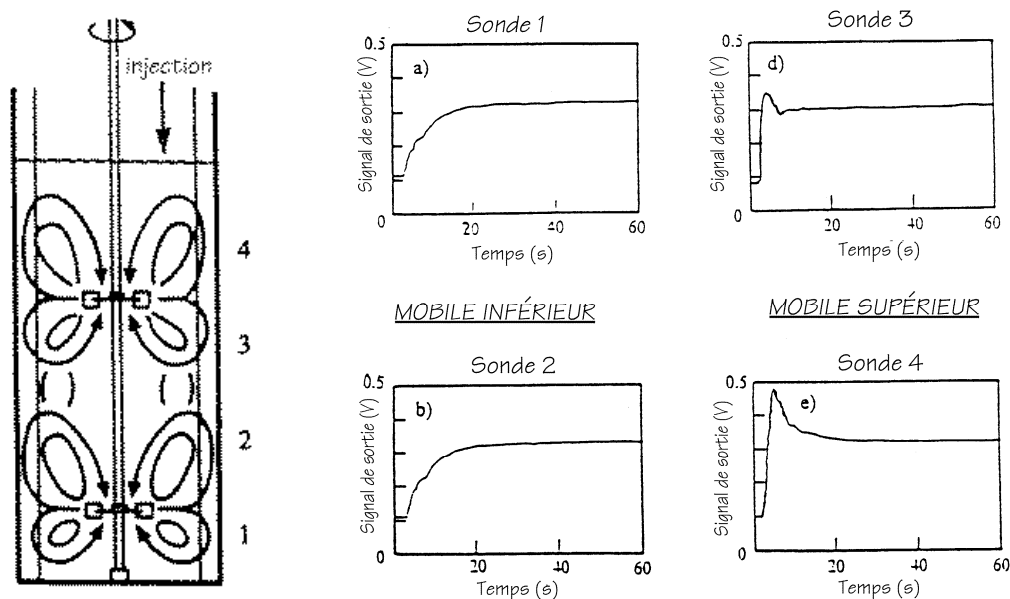 injection
4
3
2
1
Sonde 1
0.5
a)
Signal de sortie (V)
0
20
40
60
Temps (s)
MOBILE INFÉRIEUR
Sonde 2
0.5
b)
Signal de sortie (V)
0
20
40
60
Temps (s)
Sonde 3
0.5
d)
Signal de sortie (V)
0
20
40
60
Temps (s)
MOBILE SUPÉRIEUR
Sonde 4
0.5
e)
Signal de sortie (V)
0
20
40
60
Temps (s)